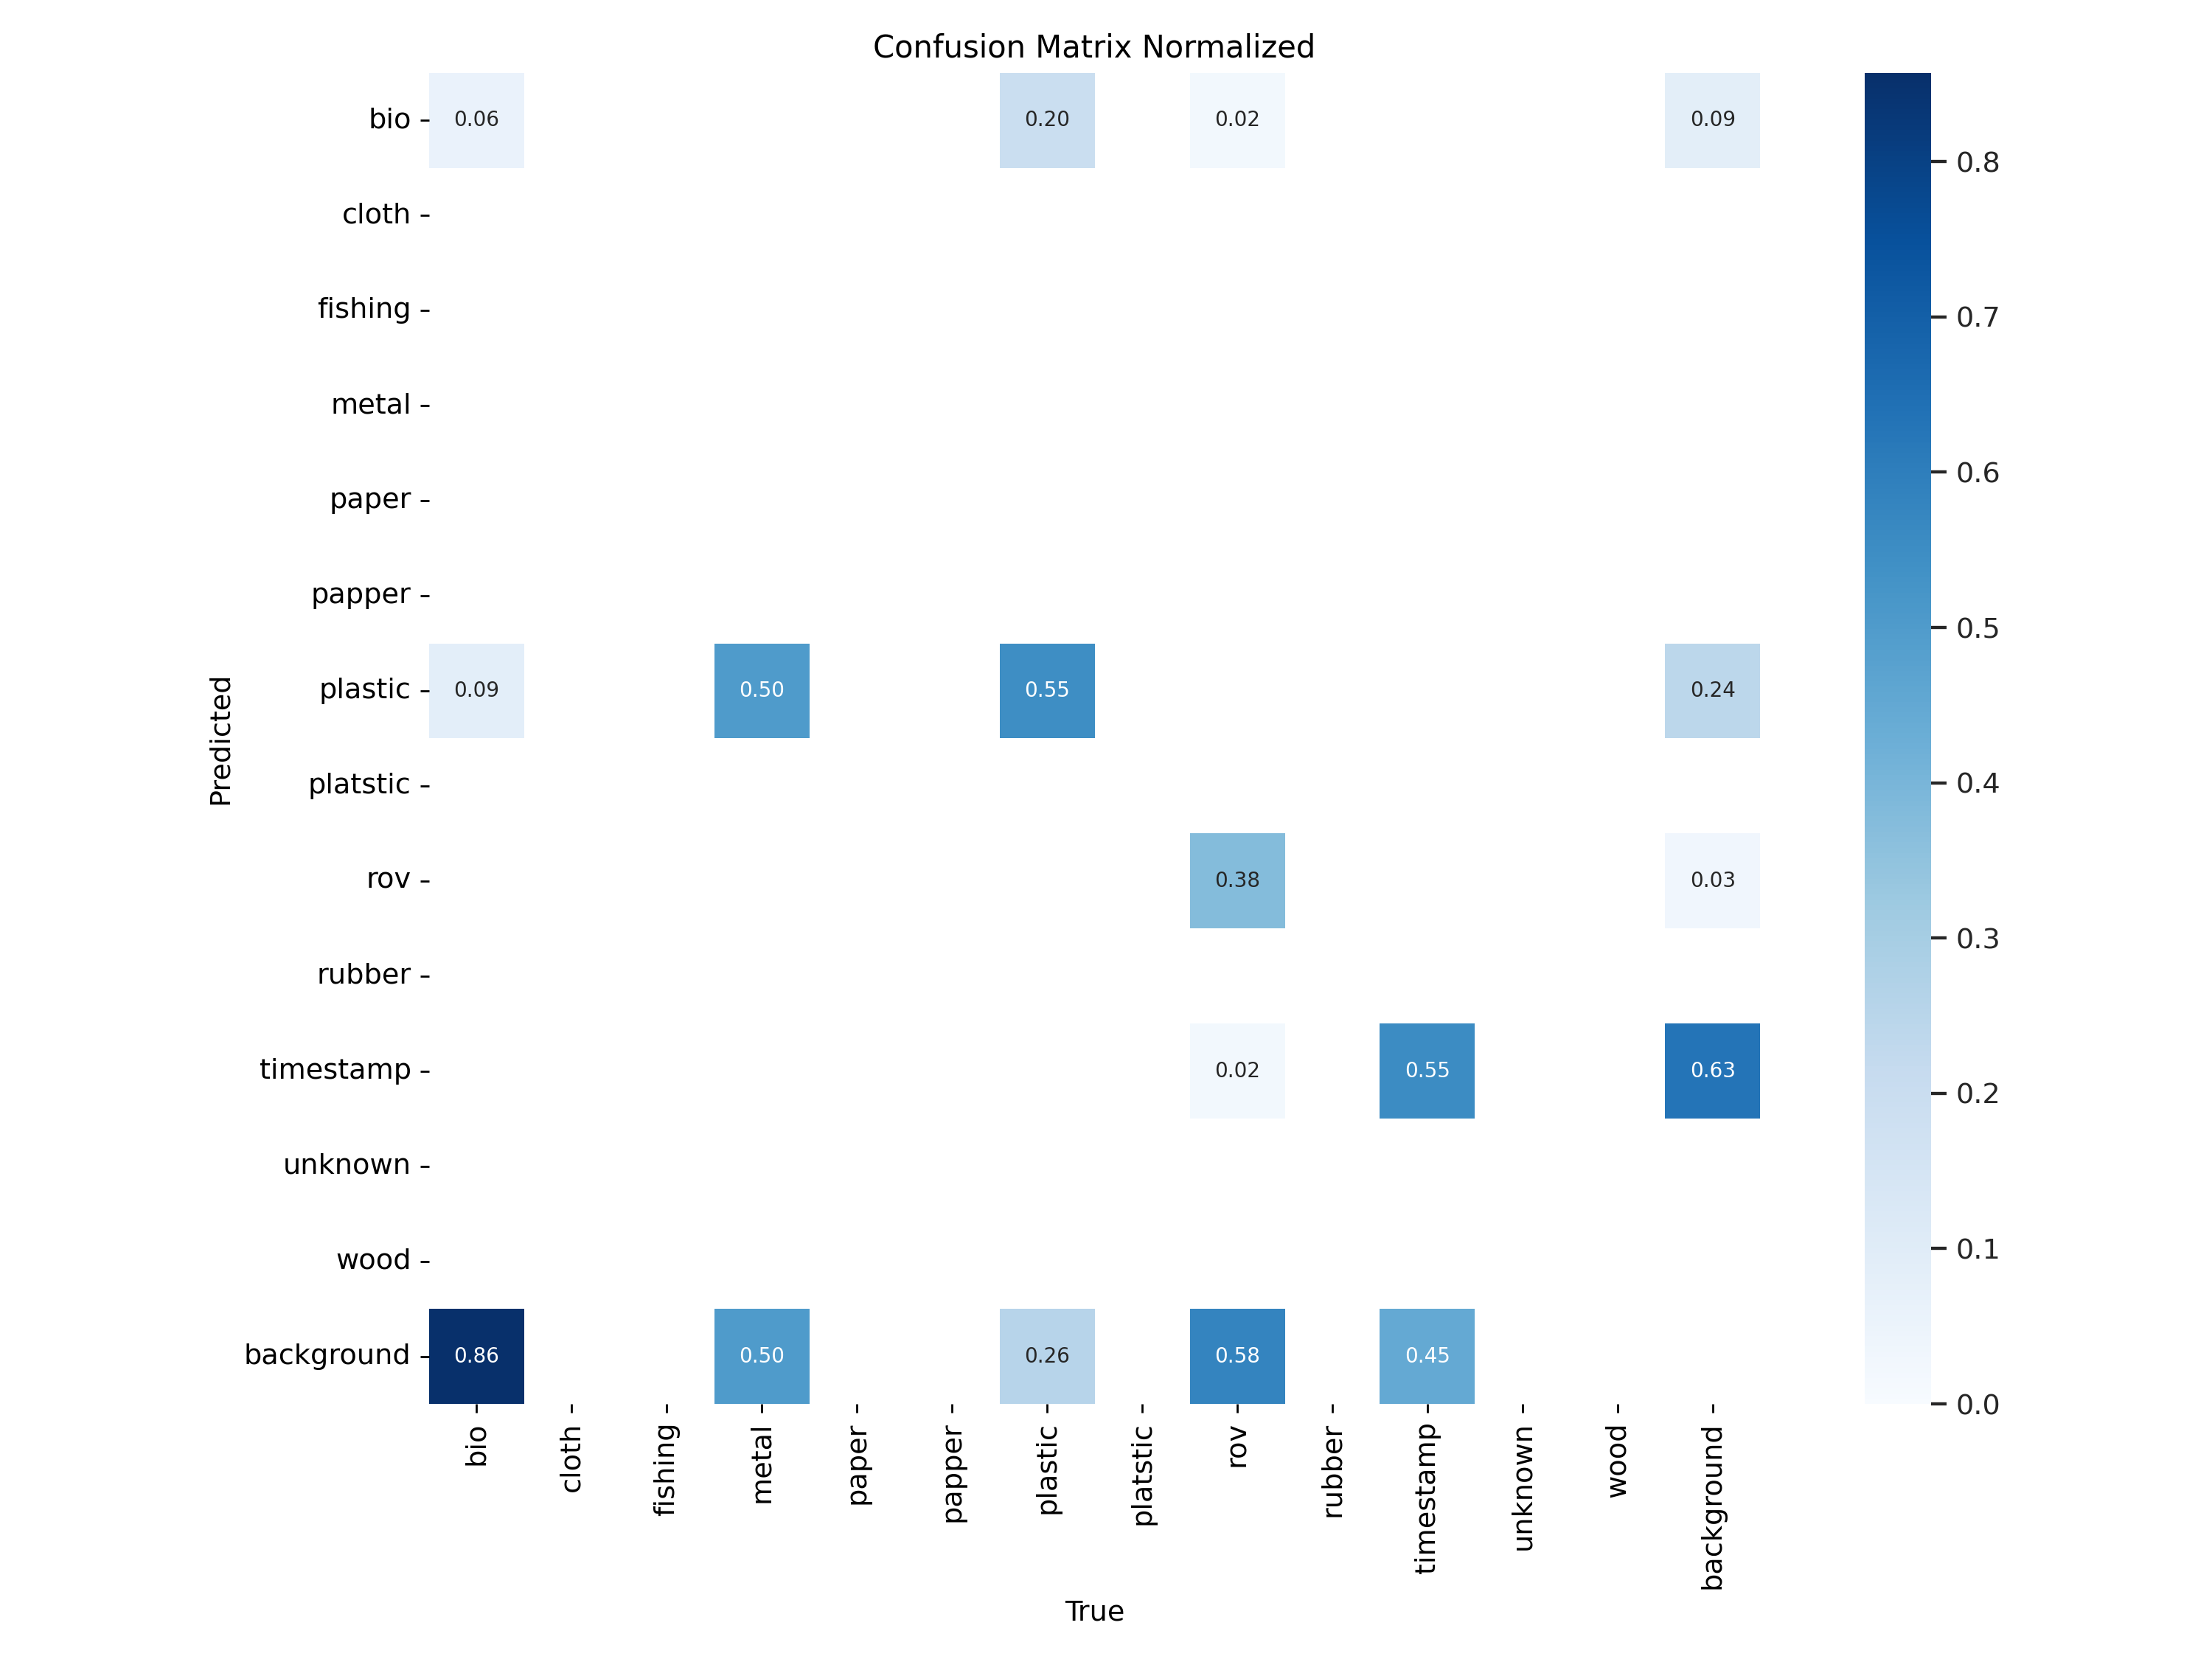 Confusion Matrix Normalized
bio 0.06 0.20 0.02 0.09
cloth
fishing
metal
paper
papper
plastic 0.09 0.50 0.55 0.24
platstic
rov 0.38 0.03
rubber
timestamp 0.02 0.55 0.63
unknown
wood
background 0.86 0.50 0.26 0.58 0.45
Predicted
bio cloth fishing metal paper papper plastic platstic rov rubber timestamp unknown wood background
True
0.8
0.7
0.6
0.5
0.4
0.3
0.2
0.1
0.0